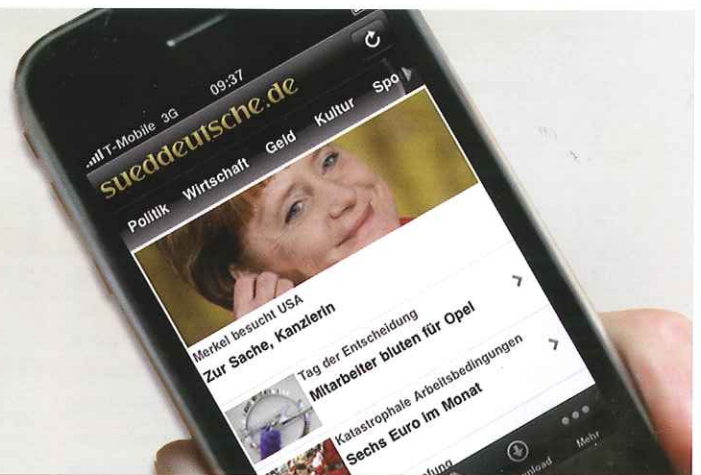 T-Mobile 3G 09:37
sueddeutsche.de
Politik Wirtschaft Geld Kultur Spo
Merkel besucht USA
Zur Sache, Kanzlerin
Tag der Entscheidung
Mitarbeiter bluten für Opel
Katastrophale Arbeitsbedingungen
Sechs Euro im Monat
Mehr